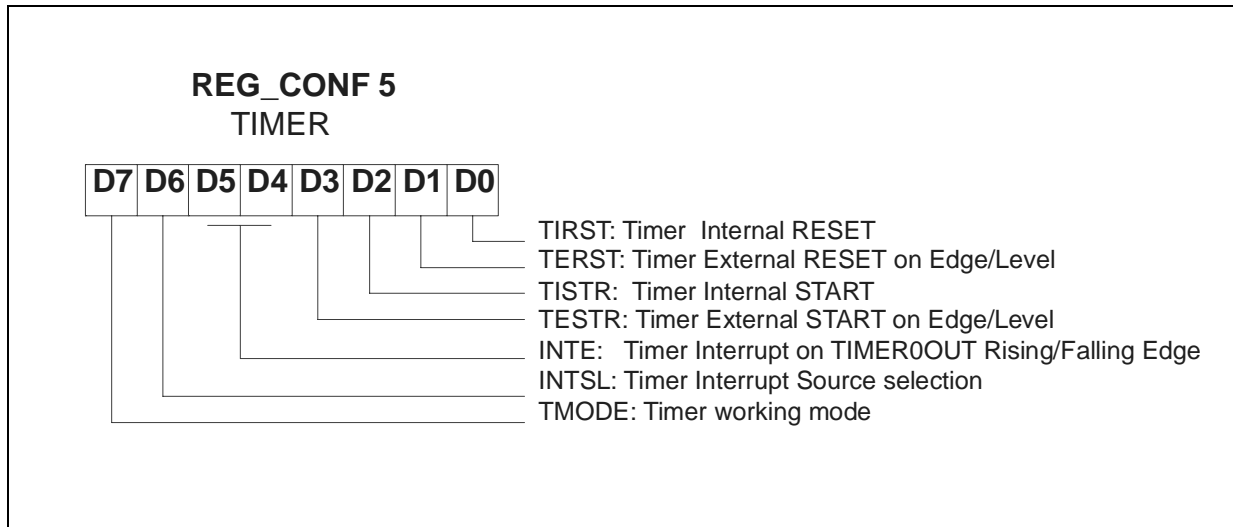 REG_CONF 5
TIMER
D7 D6 D5 D4 D3 D2 D1 D0
TIRST: Timer Internal RESET
TERST: Timer External RESET on Edge/Level
TISTR: Timer Internal START
TESTR: Timer External START on Edge/Level
INTE: Timer Interrupt on TIMER0OUT Rising/Falling Edge
INTSL: Timer Interrupt Source selection
TMODE: Timer working mode